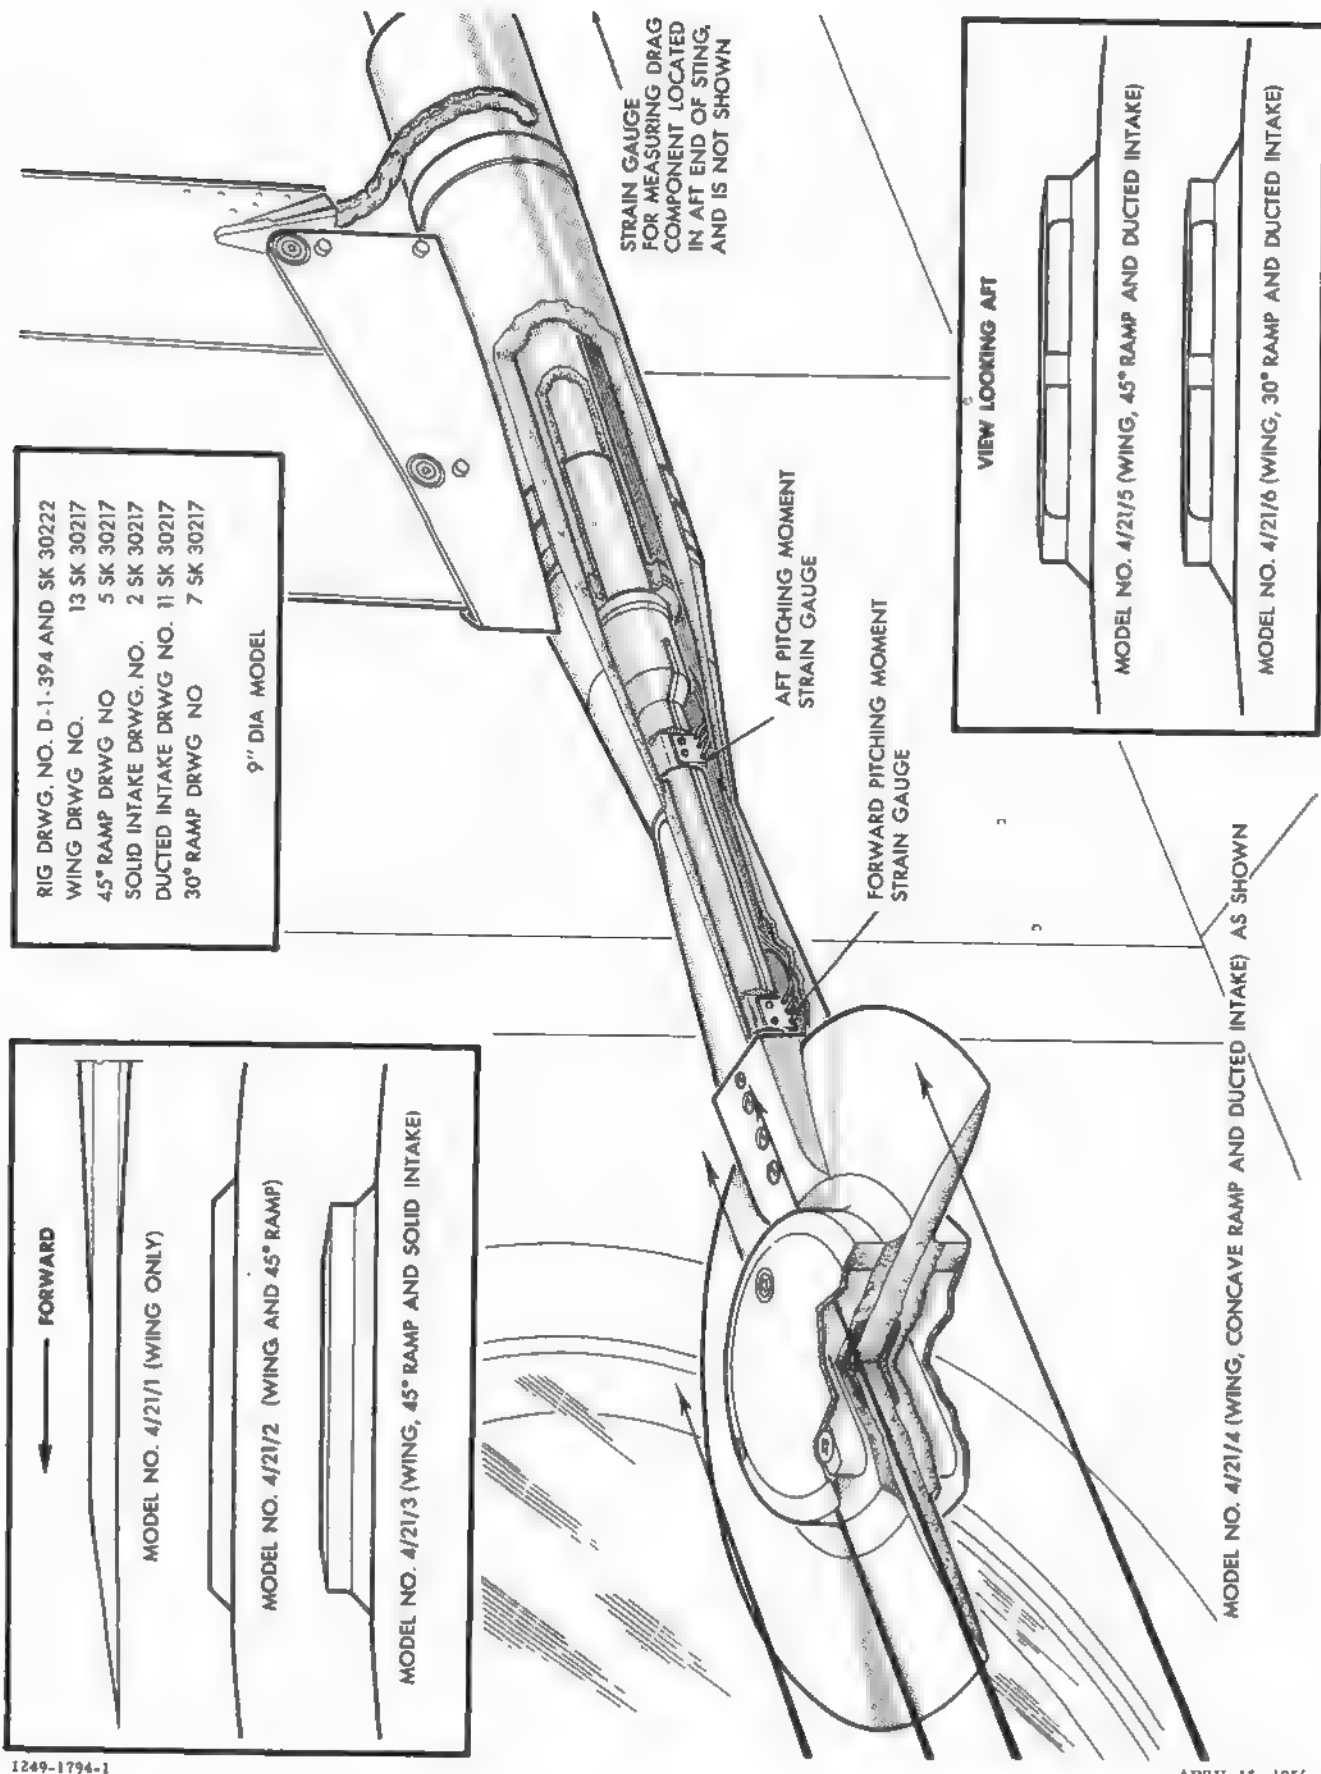 RIG DRWG. NO. D-1-394 AND SK 30222
WING DRWG NO. 13 SK 30217
45° RAMP DRWG NO 5 SK 30217
SOLID INTAKE DRWG. NO. 2 SK 30217
DUCTED INTAKE DRWG NO. 11 SK 30217
30° RAMP DRWG NO 7 SK 30217
9" DIA MODEL
STRAIN GAUGE
FOR MEASURING DRAG
COMPONENT LOCATED
IN AFT END OF STING,
AND IS NOT SHOWN
FORWARD
MODEL NO. 4/21/1 (WING ONLY)
MODEL NO. 4/21/2 (WING AND 45° RAMP)
MODEL NO. 4/21/3 (WING, 45° RAMP AND SOLID INTAKE)
AFT PITCHING MOMENT
STRAIN GAUGE
FORWARD PITCHING MOMENT
STRAIN GAUGE
VIEW LOOKING AFT
MODEL NO. 4/21/5 (WING, 45° RAMP AND DUCTED INTAKE)
MODEL NO. 4/21/6 (WING, 30° RAMP AND DUCTED INTAKE)
MODEL NO. 4/21/4 (WING, CONCAVE RAMP AND DUCTED INTAKE) AS SHOWN
1249-1794-1